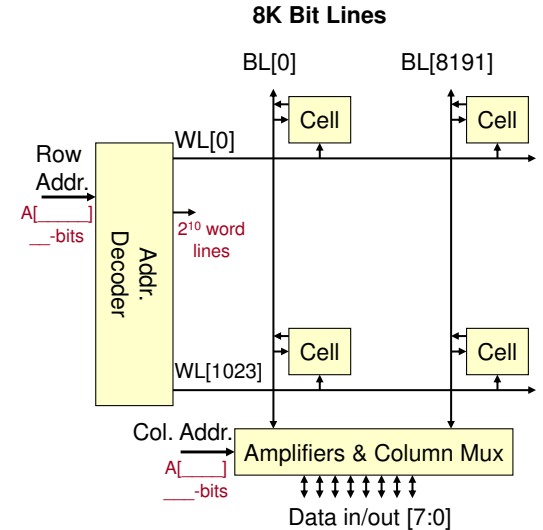 8K Bit Lines
BL[0]
BL[8191]
Cell
Cell
WL[0]
Row
Addr.
A[_____]
__-bits
2¹⁰ word
lines
Addr.
Decoder
Cell
Cell
WL[1023]
Col. Addr.
A[____]
___-bits
Amplifiers & Column Mux
Data in/out [7:0]